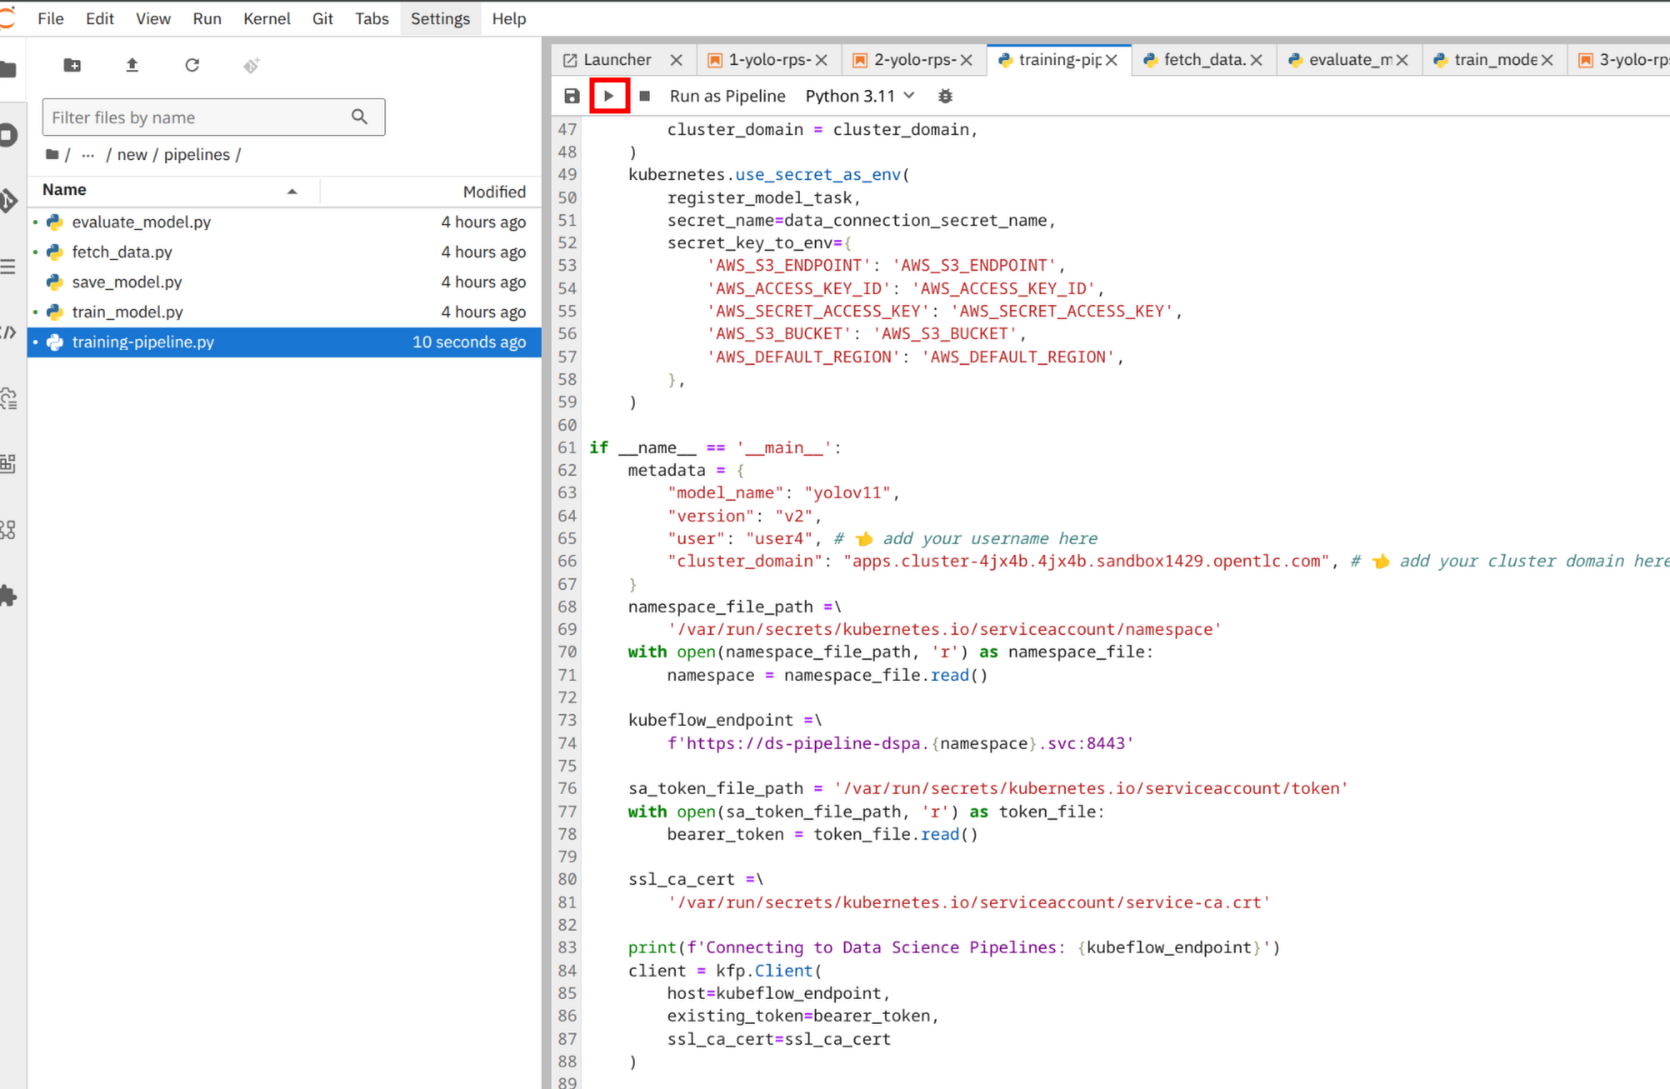 File Edit View Run Kernel Git Tabs Settings Help
Filter files by name
/ ... / new / pipelines /
Name Modified
evaluate_model.py 4 hours ago
fetch_data.py 4 hours ago
save_model.py 4 hours ago
train_model.py 4 hours ago
training-pipeline.py 10 seconds ago
Launcher 1-yolo-rps- 2-yolo-rps- training-pip fetch_data. evaluate_m train_mode 3-yolo-rp
Run as Pipeline Python 3.11
47 cluster_domain = cluster_domain,
48 )
49 kubernetes.use_secret_as_env(
50 register_model_task,
51 secret_name=data_connection_secret_name,
52 secret_key_to_env={
53 'AWS_S3_ENDPOINT': 'AWS_S3_ENDPOINT',
54 'AWS_ACCESS_KEY_ID': 'AWS_ACCESS_KEY_ID',
55 'AWS_SECRET_ACCESS_KEY': 'AWS_SECRET_ACCESS_KEY',
56 'AWS_S3_BUCKET': 'AWS_S3_BUCKET',
57 'AWS_DEFAULT_REGION': 'AWS_DEFAULT_REGION',
58 },
59 )
60
61 if __name__ == '__main__':
62 metadata = {
63 "model_name": "yolov11",
64 "version": "v2",
65 "user": "user4", # 👈 add your username here
66 "cluster_domain": "apps.cluster-4jx4b.4jx4b.sandbox1429.opentlc.com", # 👈 add your cluster domain here
67 }
68 namespace_file_path =\
69 '/var/run/secrets/kubernetes.io/serviceaccount/namespace'
70 with open(namespace_file_path, 'r') as namespace_file:
71 namespace = namespace_file.read()
72
73 kubeflow_endpoint =\
74 f'https://ds-pipeline-dspa.{namespace}.svc:8443'
75
76 sa_token_file_path = '/var/run/secrets/kubernetes.io/serviceaccount/token'
77 with open(sa_token_file_path, 'r') as token_file:
78 bearer_token = token_file.read()
79
80 ssl_ca_cert =\
81 '/var/run/secrets/kubernetes.io/serviceaccount/service-ca.crt'
82
83 print(f'Connecting to Data Science Pipelines: {kubeflow_endpoint}')
84 client = kfp.Client(
85 host=kubeflow_endpoint,
86 existing_token=bearer_token,
87 ssl_ca_cert=ssl_ca_cert
88 )
89